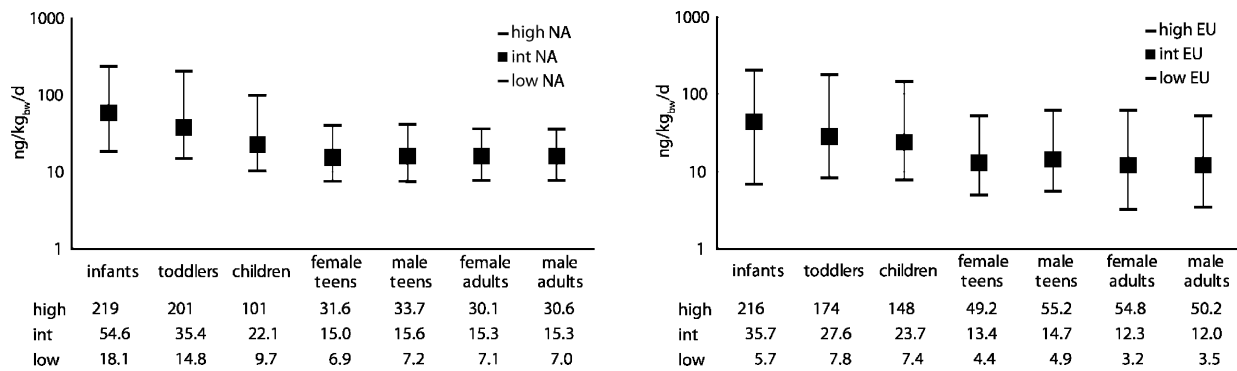 1000
100
10
1
ng/kgbw/d
high NA
int NA
low NA
infants toddlers children female teens male teens female adults male adults
high 219 201 101 31.6 33.7 30.1 30.6
int 54.6 35.4 22.1 15.0 15.6 15.3 15.3
low 18.1 14.8 9.7 6.9 7.2 7.1 7.0
1000
100
10
1
ng/kgbw/d
high EU
int EU
low EU
infants toddlers children female teens male teens female adults male adults
high 216 174 148 49.2 55.2 54.8 50.2
int 35.7 27.6 23.7 13.4 14.7 12.3 12.0
low 5.7 7.8 7.4 4.4 4.9 3.2 3.5